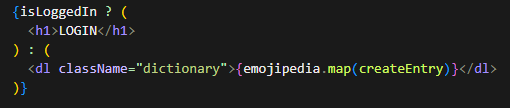 {isLoggedIn ? (
<h1>LOGIN</h1>
) : (
<dl className="dictionary">{emojipedia.map(createEntry)}</dl>
)}